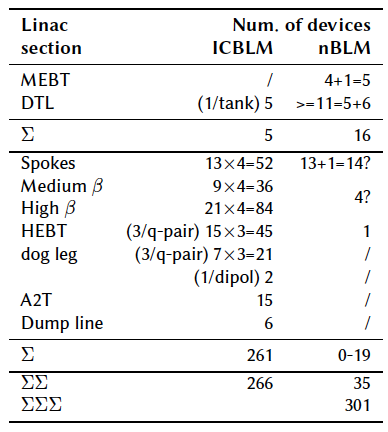 Linac Num. of devices
section ICBLM nBLM
MEBT / 4+1=5
DTL (1/tank) 5 >=11=5+6
Σ 5 16
Spokes 13×4=52 13+1=14?
Medium β 9×4=36
4?
High β 21×4=84
HEBT (3/q-pair) 15×3=45 1
dog leg (3/q-pair) 7×3=21 /
(1/dipol) 2 /
A2T 15 /
Dump line 6 /
Σ 261 0-19
ΣΣ 266 35
ΣΣΣ 301